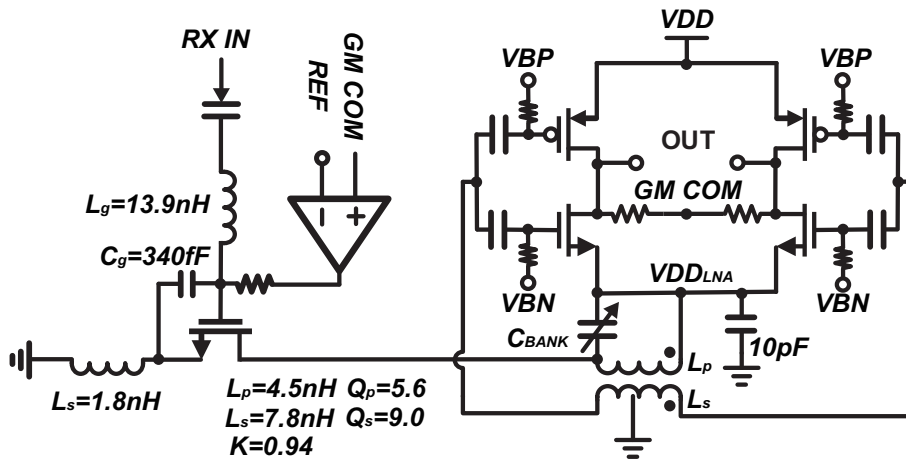 RX IN
GM COM
REF
VDD
VBP
VBP
OUT
GM COM
Lg=13.9nH
Cg=340fF
− +
VBN
VDDLNA
VBN
CBANK
10pF
Lp
Ls
Ls=1.8nH
Lp=4.5nH Qp=5.6
Ls=7.8nH Qs=9.0
K=0.94